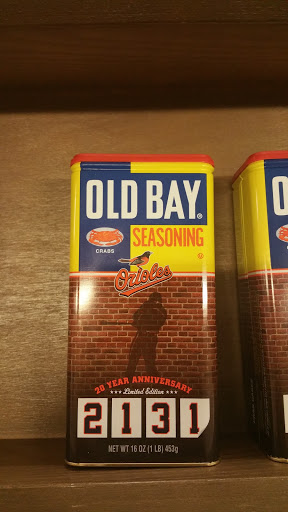 OLD BAY®
SEASONING
CRABS
Orioles
20 YEAR ANNIVERSARY
*** Limited Edition ***
2131
NET WT 16 OZ (1 LB) 453g